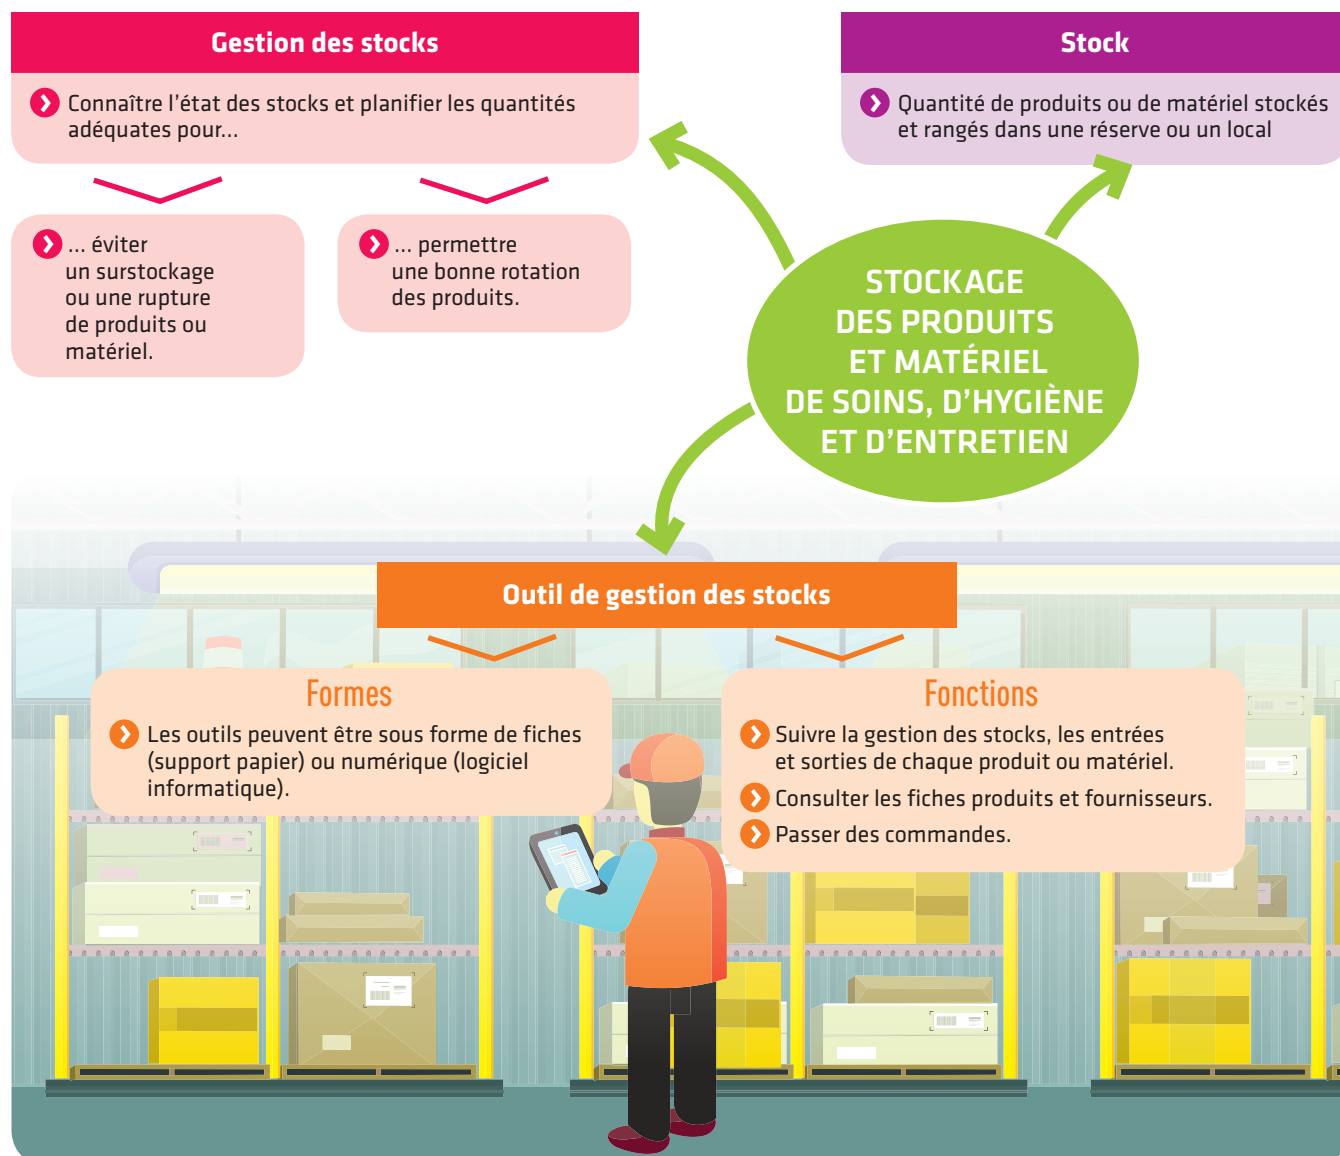 Gestion des stocks
Connaître l'état des stocks et planifier les quantités
adéquates pour...
... éviter
un surstockage
ou une rupture
de produits ou
matériel.
... permettre
une bonne rotation
des produits.
Stock
Quantité de produits ou de matériel stockés
et rangés dans une réserve ou un local
STOCKAGE
DES PRODUITS
ET MATÉRIEL
DE SOINS, D'HYGIÈNE
ET D'ENTRETIEN
Outil de gestion des stocks
Formes
Les outils peuvent être sous forme de fiches
(support papier) ou numérique (logiciel
informatique).
Fonctions
Suivre la gestion des stocks, les entrées
et sorties de chaque produit ou matériel.
Consulter les fiches produits et fournisseurs.
Passer des commandes.